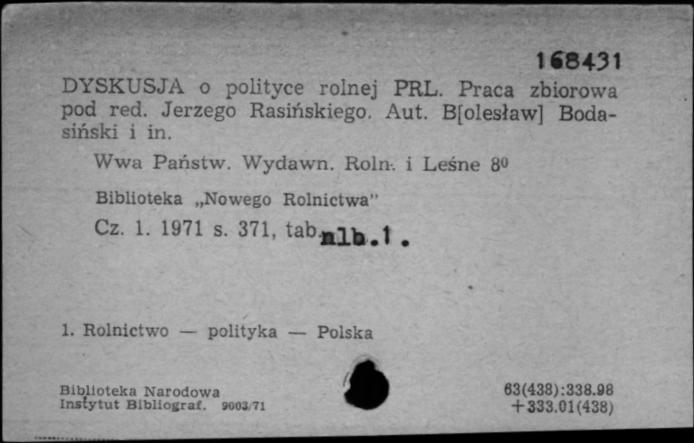 168431
DYSKUSJA o polityce rolnej PRL. Praca zbiorowa
pod red. Jerzego Rasińskiego. Aut. B[olesław] Boda-
siński i in.
Wwa Państw. Wydawn. Roln. i Leśne 8⁰
Biblioteka „Nowego Rolnictwa”
Cz. 1. 1971 s. 371, tab. nlb.1.
1. Rolnictwo — polityka — Polska
Biblioteka Narodowa 63(438):338.98
Instytut Bibliograf. 9003/71 +333.01(438)